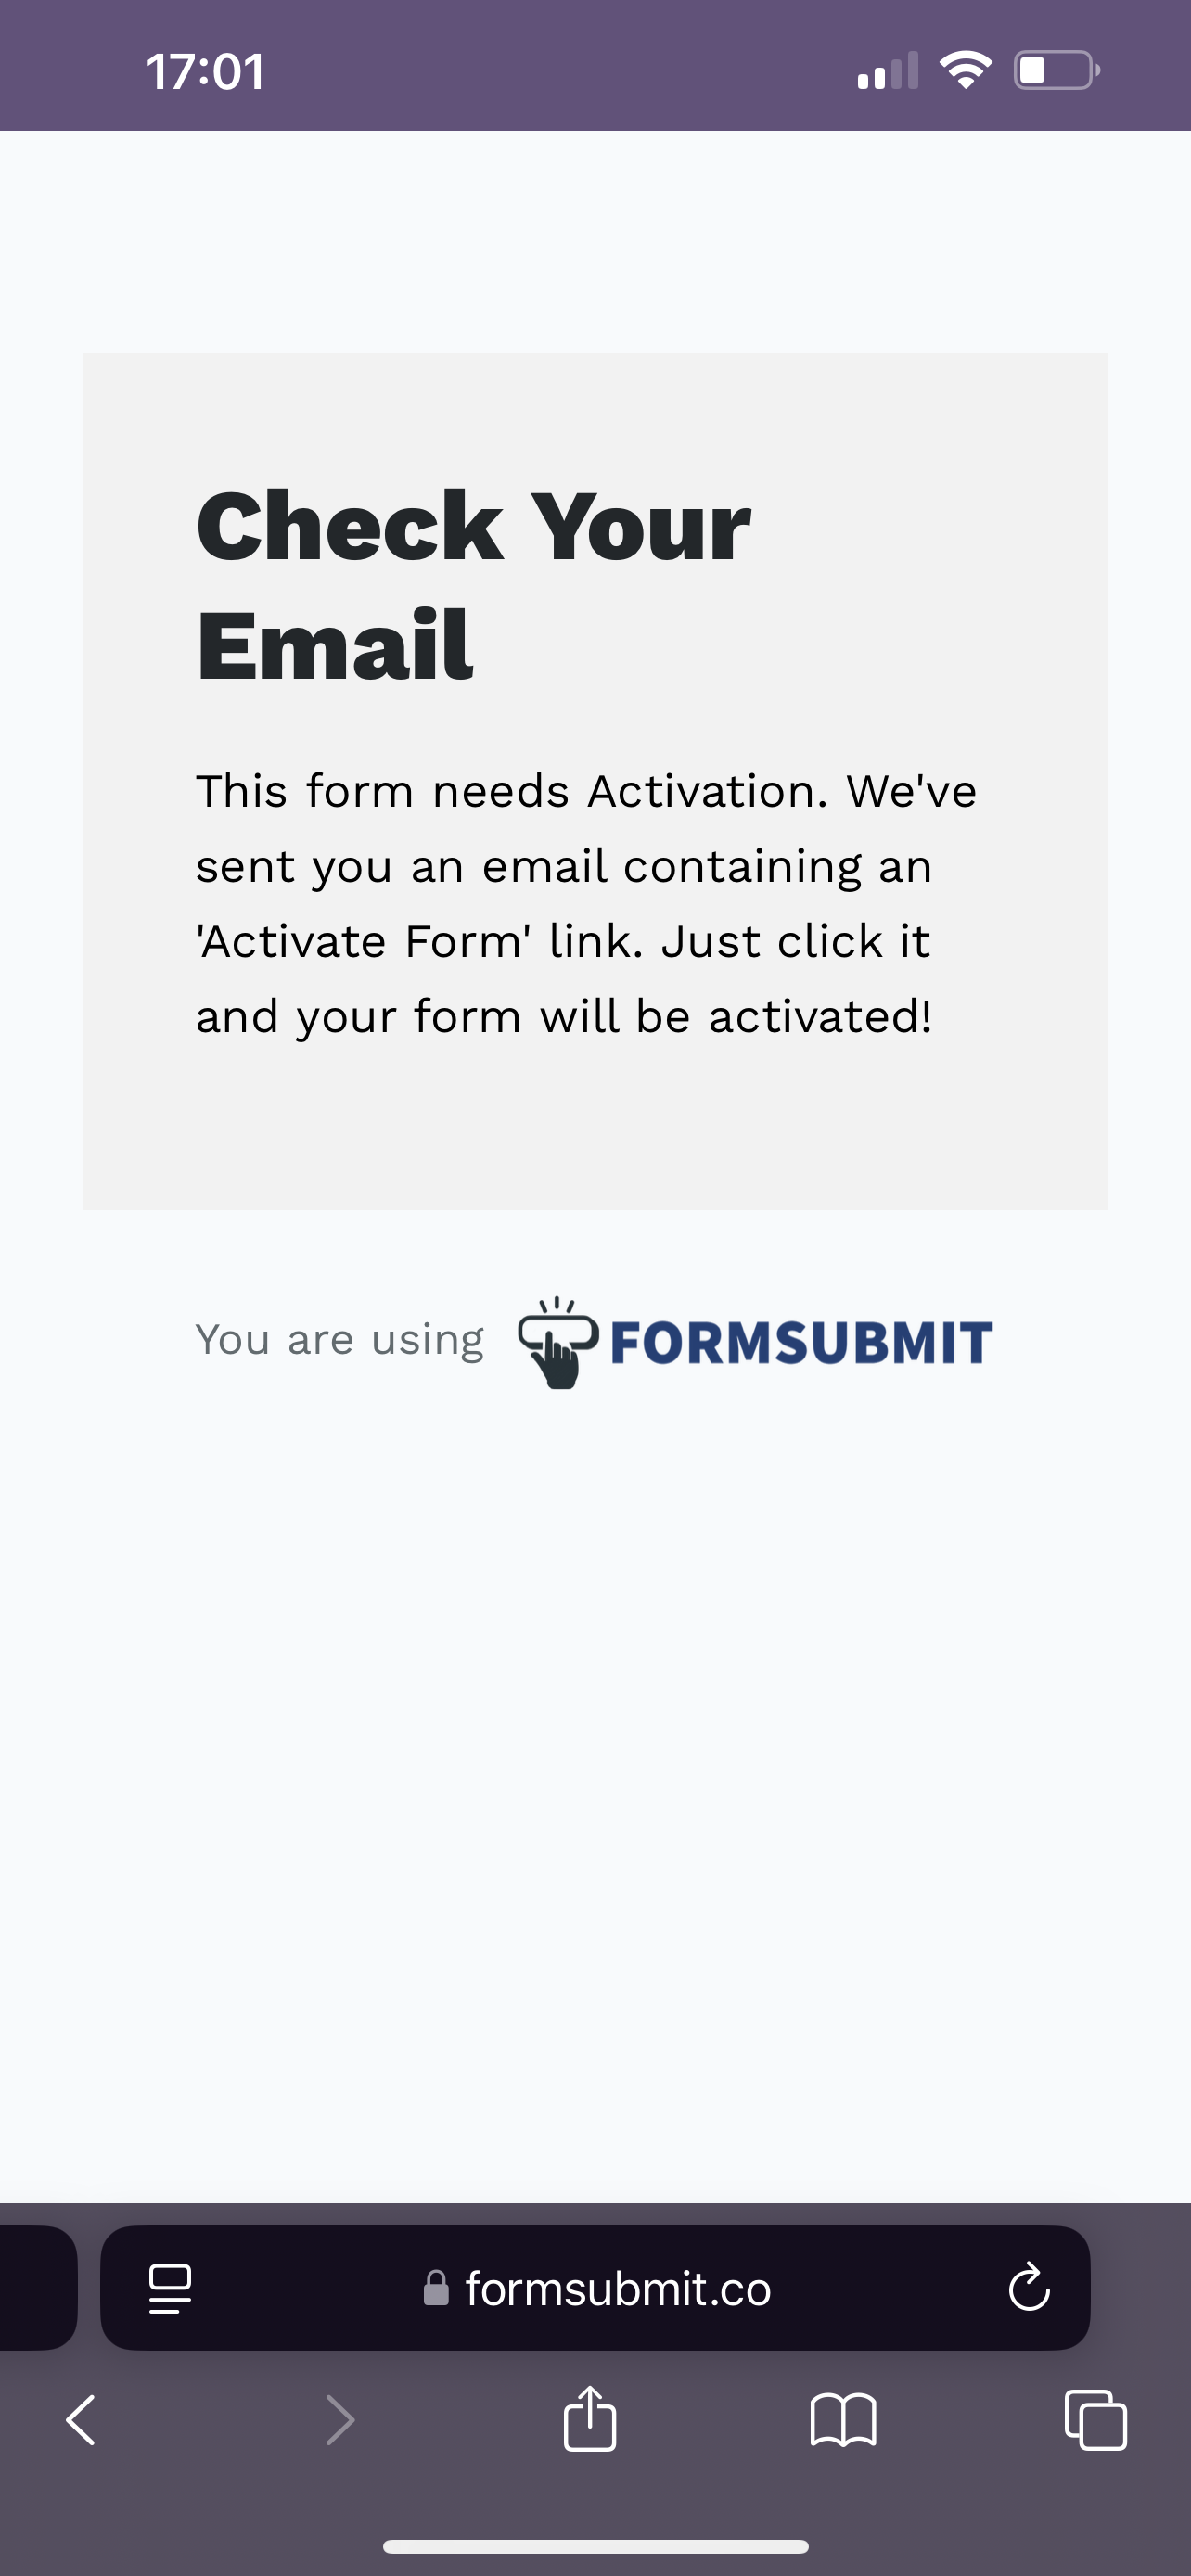 17:01
Check Your
Email
This form needs Activation. We've
sent you an email containing an
'Activate Form' link. Just click it
and your form will be activated!
You are using FORMSUBMIT
formsubmit.co